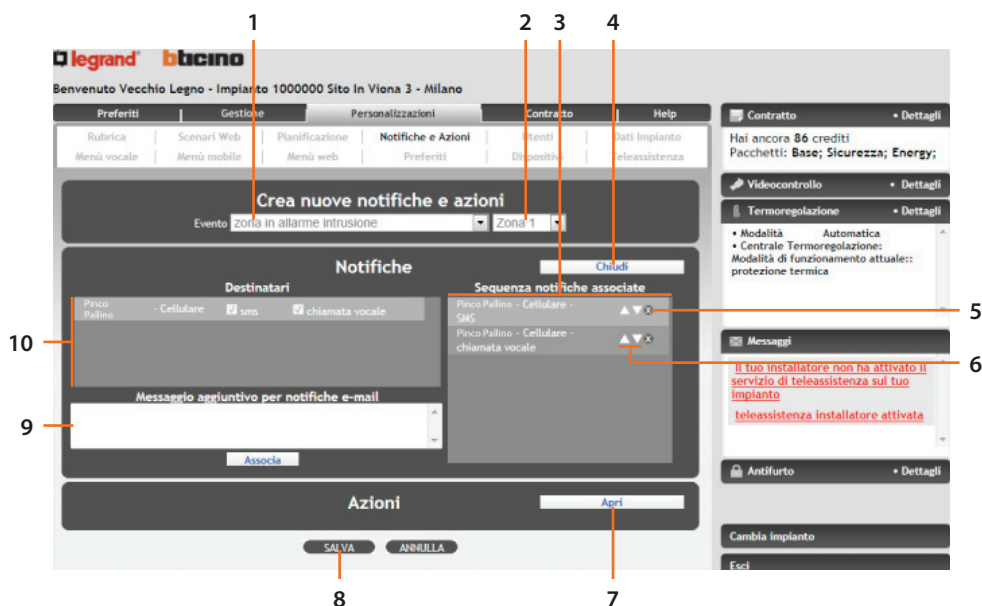 1 2 3 4
legrand bticino
Benvenuto Vecchio Legno - Impianto 1000000 Sito In Viona 3 - Milano
Preferiti | Gestione | Personalizzazioni | Contratto | Help
Rubrica | Scenari Web | Pianificazione | Notifiche e Azioni | Utenti | Dati Impianto
Menù vocale | Menù mobile | Menù web | Preferiti | Dispositivi | Teleassistenza
Crea nuove notifiche e azioni
Evento zona in allarme intrusione Zona 1
Notifiche Chiudi
Destinatari
Pinco Pallino - Cellulare sms chiamata vocale
Sequenza notifiche associate
Pinco Pallino - Cellulare -
SMS
Pinco Pallino - Cellulare -
chiamata vocale
Messaggio aggiuntivo per notifiche e-mail
Associa
Azioni Apri
SALVA ANNULLA
Contratto • Dettagli
Hai ancora 86 crediti
Pacchetti: Base; Sicurezza; Energy;
Videocontrollo • Dettagli
Termoregolazione • Dettagli
• Modalità Automatica
• Centrale Termoregolazione:
Modalità di funzionamento attuale::
protezione termica
Messaggi
Il tuo installatore non ha attivato il
servizio di teleassistenza sul tuo
impianto
teleassistenza installatore attivata
Antifurto • Dettagli
Cambia impianto
Esci
5
6
10
9
8 7